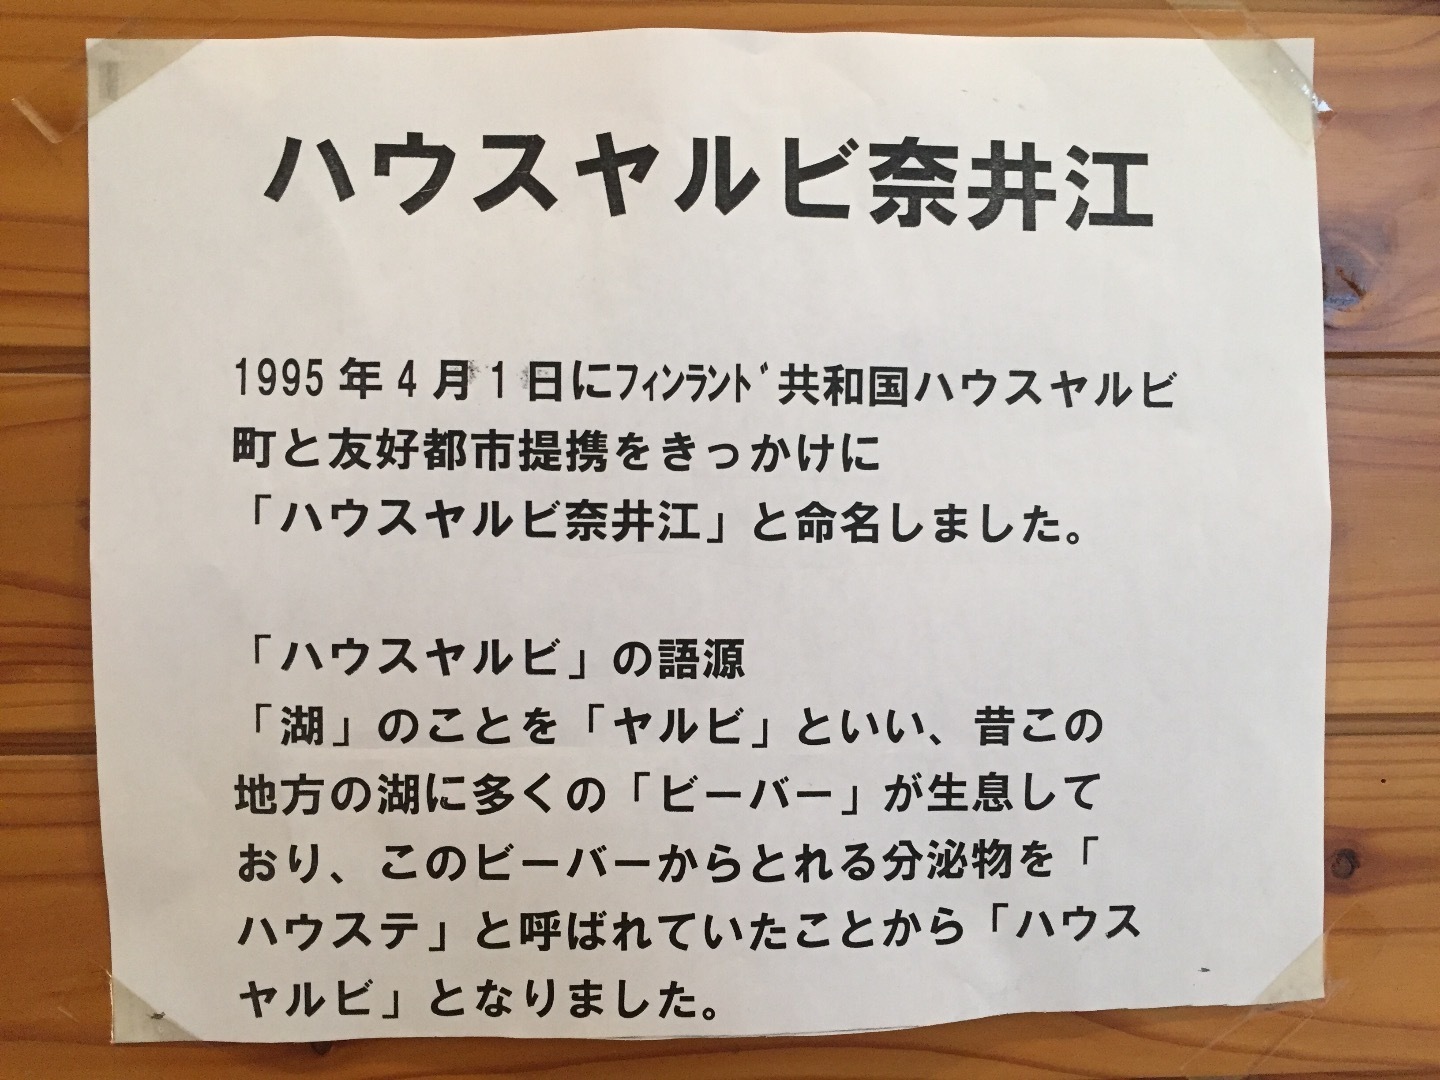 ハウスヤルビ奈井江
1995年4月1日にﾌｨﾝﾗﾝﾄﾞ共和国ハウスヤルビ
町と友好都市提携をきっかけに
「ハウスヤルビ奈井江」と命名しました。
「ハウスヤルビ」の語源
「湖」のことを「ヤルビ」といい、昔この
地方の湖に多くの「ビーバー」が生息して
おり、このビーバーからとれる分泌物を「
ハウステ」と呼ばれていたことから「ハウス
ヤルビ」となりました。